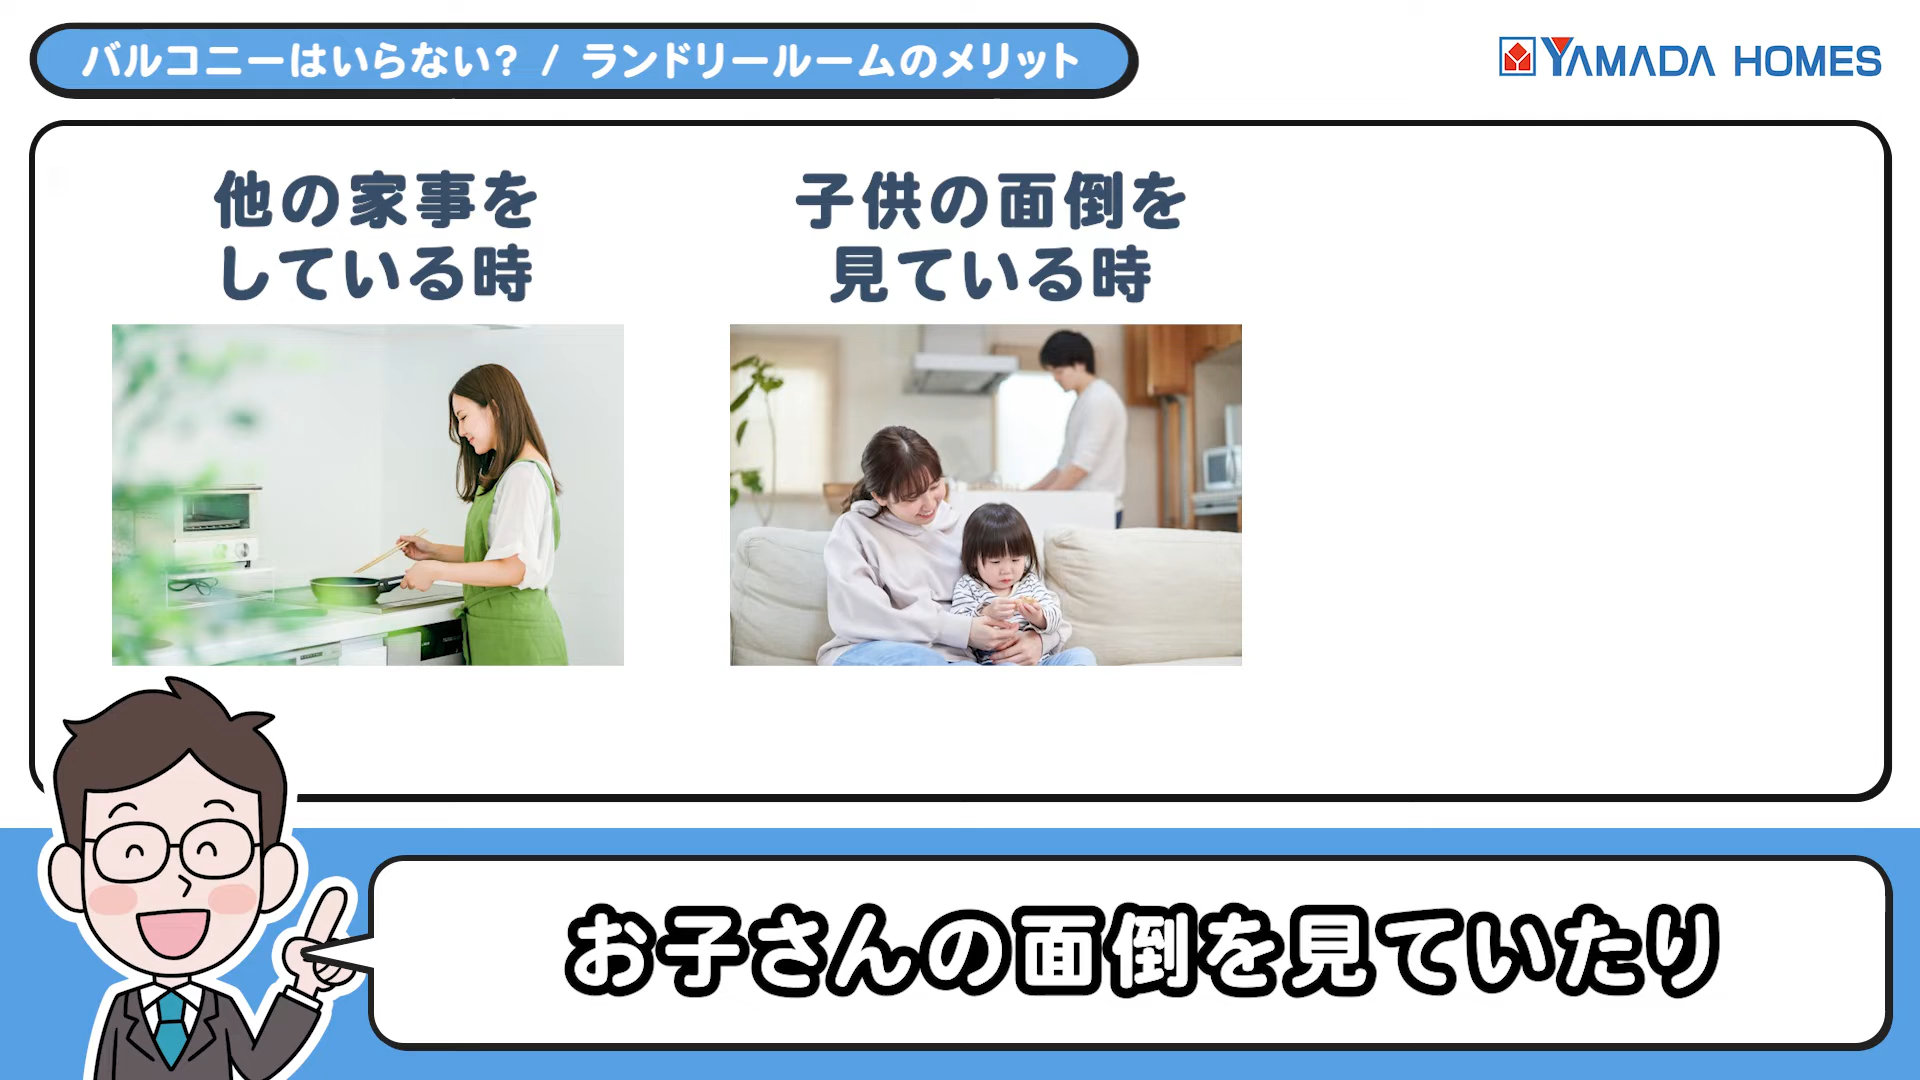 バルコニーはいらない? / ランドリールームのメリット
YAMADA HOMES
他の家事を
している時
子供の面倒を
見ている時
お子さんの面倒を見ていたり